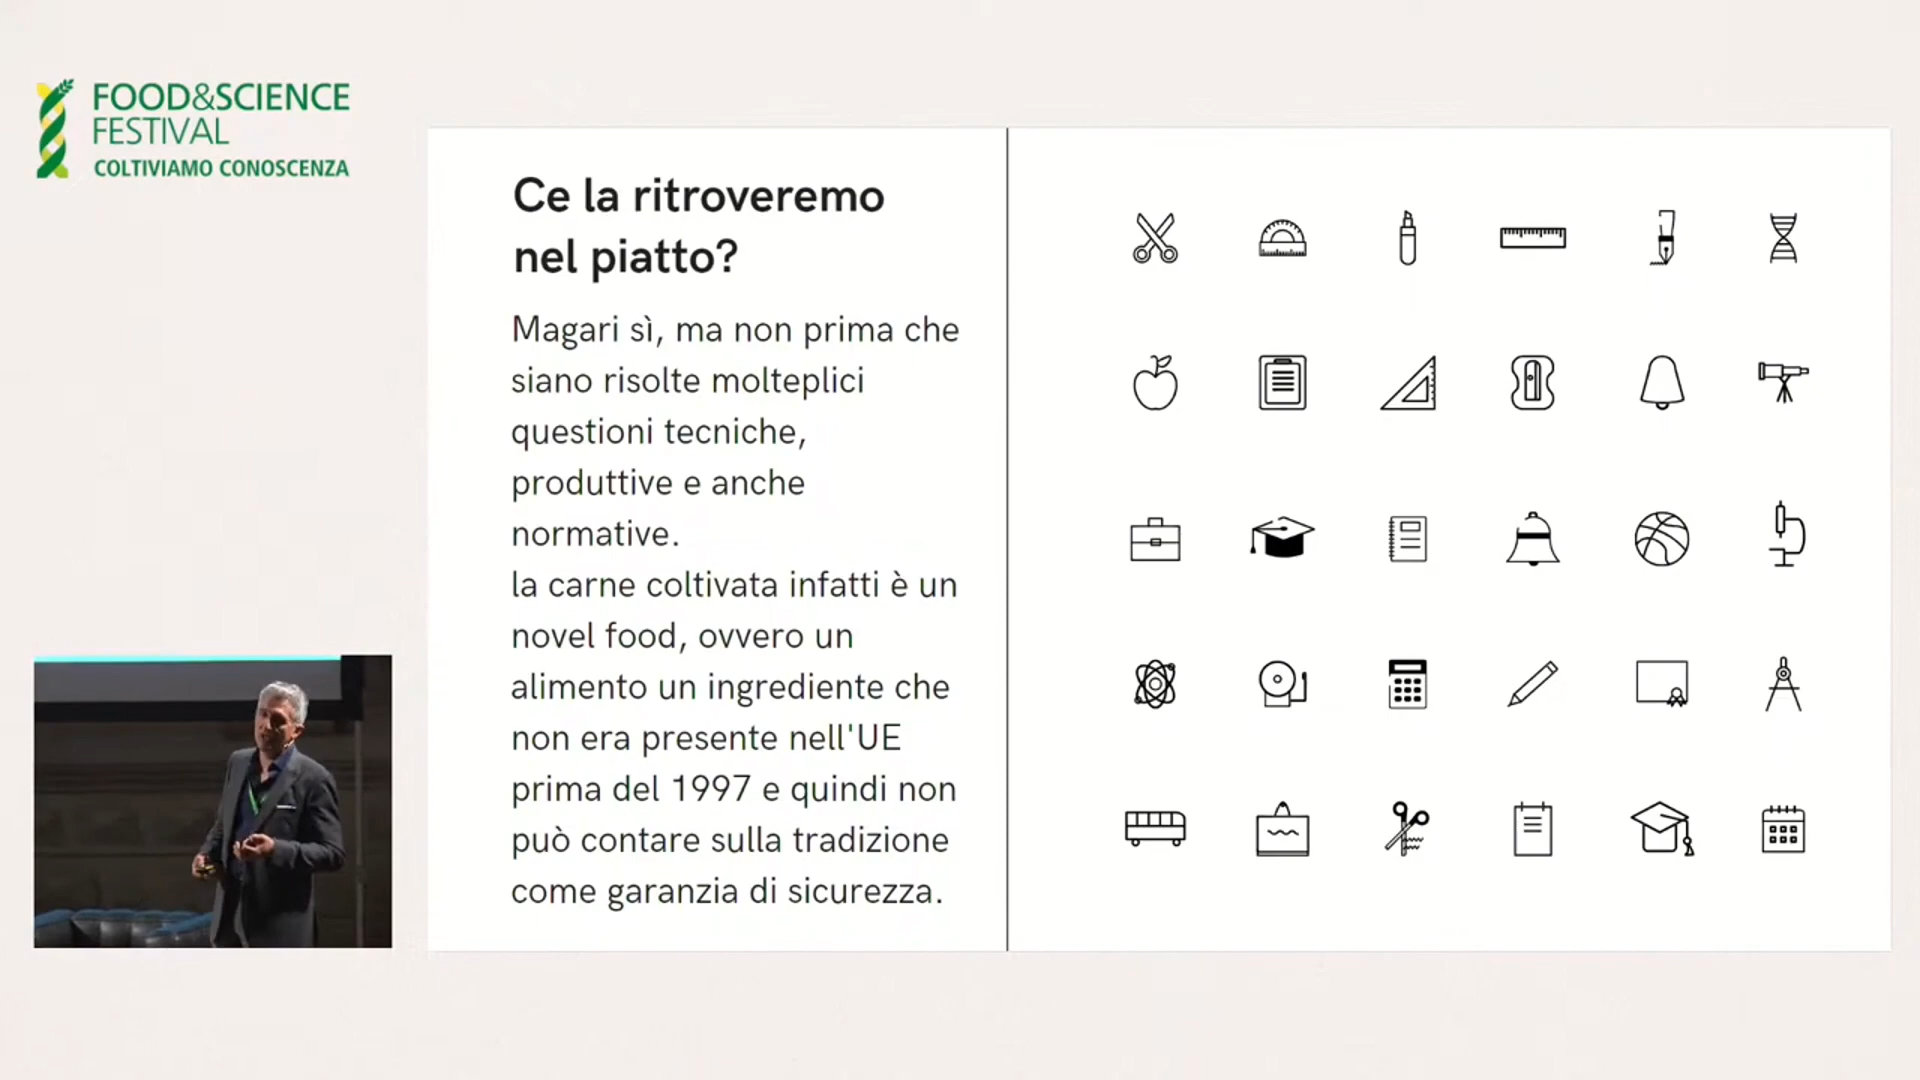 FOOD&SCIENCE
FESTIVAL
COLTIVIAMO CONOSCENZA
Ce la ritroveremo
nel piatto?
Magari sì, ma non prima che
siano risolte molteplici
questioni tecniche,
produttive e anche
normative.
la carne coltivata infatti è un
novel food, ovvero un
alimento un ingrediente che
non era presente nell'UE
prima del 1997 e quindi non
può contare sulla tradizione
come garanzia di sicurezza.